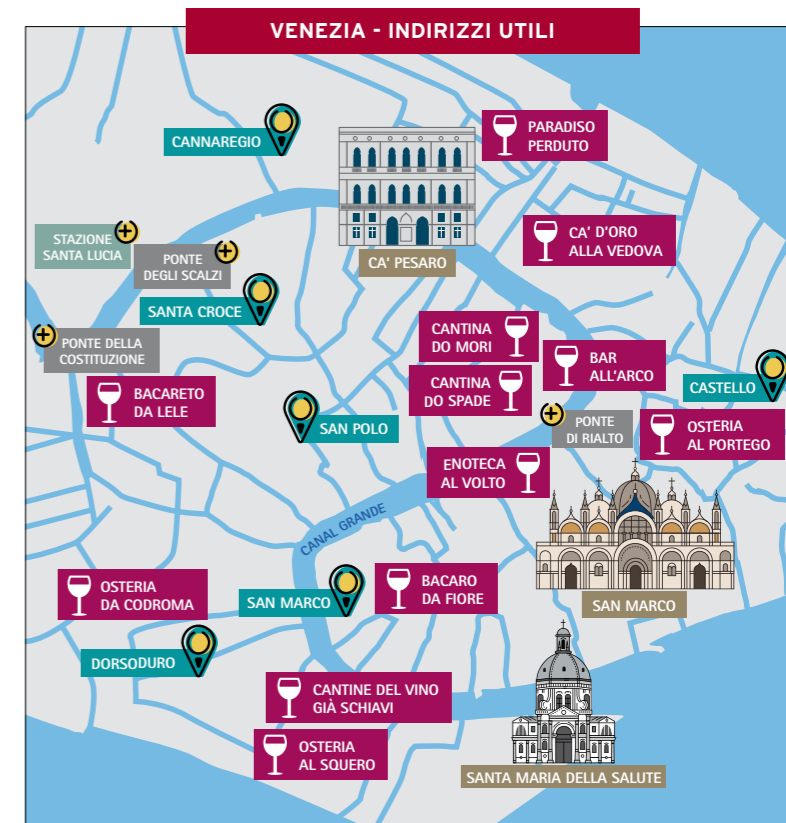 VENEZIA - INDIRIZZI UTILI
CANNAREGIO
PARADISO
PERDUTO
STAZIONE
SANTA LUCIA
PONTE
DEGLI SCALZI
CA' PESARO
CA' D'ORO
ALLA VEDOVA
SANTA CROCE
PONTE DELLA
COSTITUZIONE
CANTINA
DO MORI
BAR
ALL'ARCO
BACARETO
DA LELE
CANTINA
DO SPADE
CASTELLO
SAN POLO
PONTE
DI RIALTO
OSTERIA
AL PORTEGO
ENOTECA
AL VOLTO
CANAL GRANDE
OSTERIA
DA CODROMA
SAN MARCO
BACARO
DA FIORE
SAN MARCO
DORSODURO
CANTINE DEL VINO
GIÀ SCHIAVI
OSTERIA
AL SQUERO
SANTA MARIA DELLA SALUTE